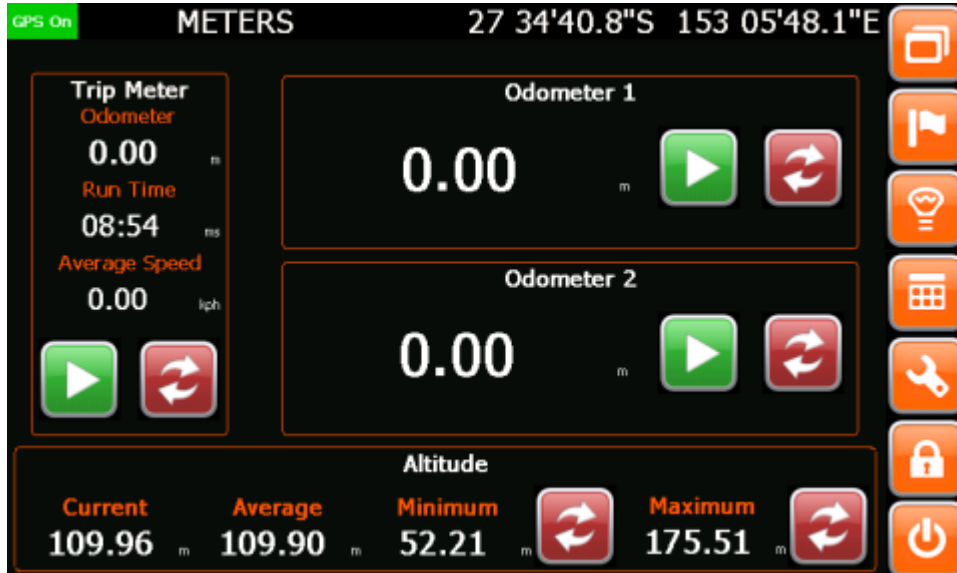 GPS On METERS 27 34'40.8"S 153 05'48.1"E
Trip Meter
Odometer
0.00 m
Run Time
08:54 ms
Average Speed
0.00 kph
Odometer 1
0.00 m
Odometer 2
0.00 m
Altitude
Current Average Minimum Maximum
109.96 m 109.90 m 52.21 m 175.51 m